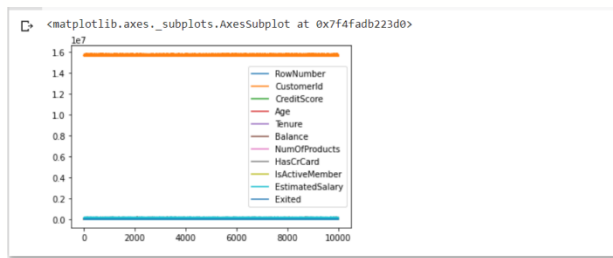 <matplotlib.axes._subplots.AxesSubplot at 0x7f4fadb223d0>
1e7
1.6
1.4
1.2
1.0
0.8
0.6
0.4
0.2
0.0
RowNumber
CustomerId
CreditScore
Age
Tenure
Balance
NumOfProducts
HasCrCard
IsActiveMember
EstimatedSalary
Exited
0 2000 4000 6000 8000 10000